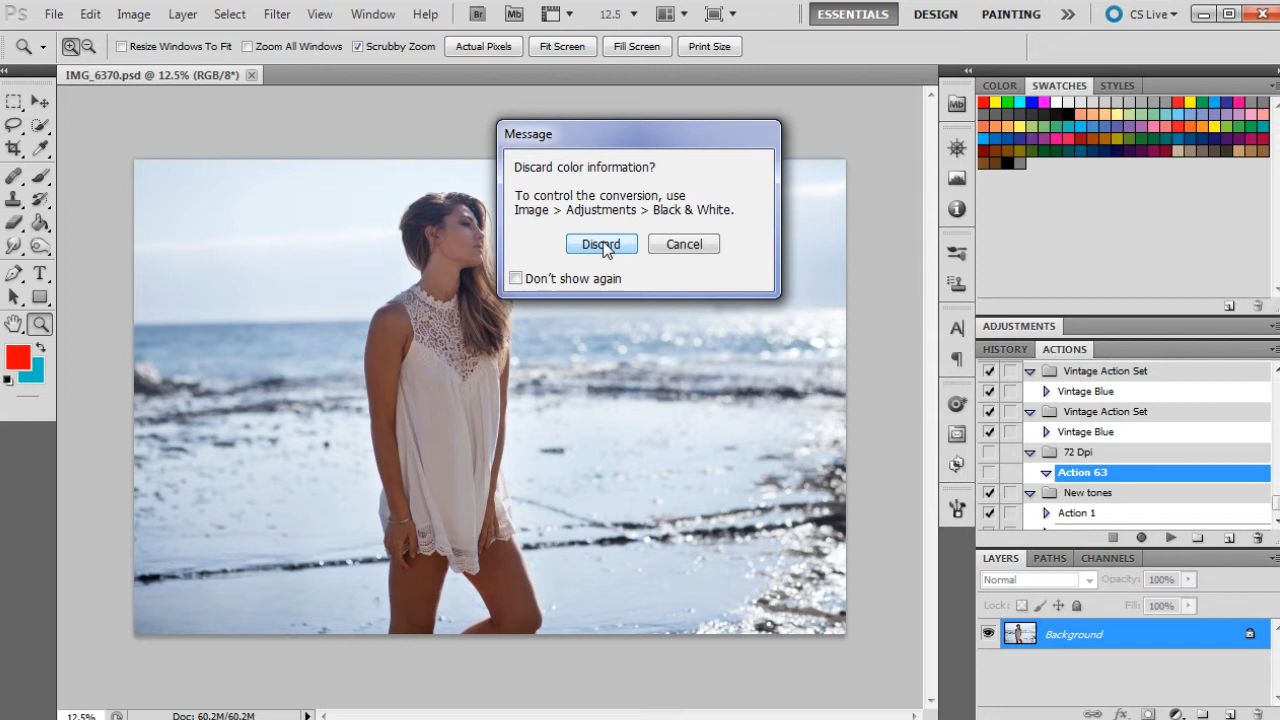 Ps File Edit Image Layer Select Filter View Window Help Br Mb 12.5 ESSENTIALS DESIGN PAINTING CS Live
Resize Windows To Fit Zoom All Windows Scrubby Zoom Actual Pixels Fit Screen Fill Screen Print Size
IMG_6370.psd @ 12.5% (RGB/8*)
COLOR SWATCHES STYLES
Mb
Message
Discard color information?
To control the conversion, use
Image > Adjustments > Black & White.
Discard Cancel
Don't show again
ADJUSTMENTS
HISTORY ACTIONS
Vintage Action Set
Vintage Blue
Vintage Action Set
Vintage Blue
72 Dpi
Action 63
New tones
Action 1
LAYERS PATHS CHANNELS
Normal Opacity: 100%
Lock: Fill: 100%
Background
12.5% Doc: 60.2M/60.2M